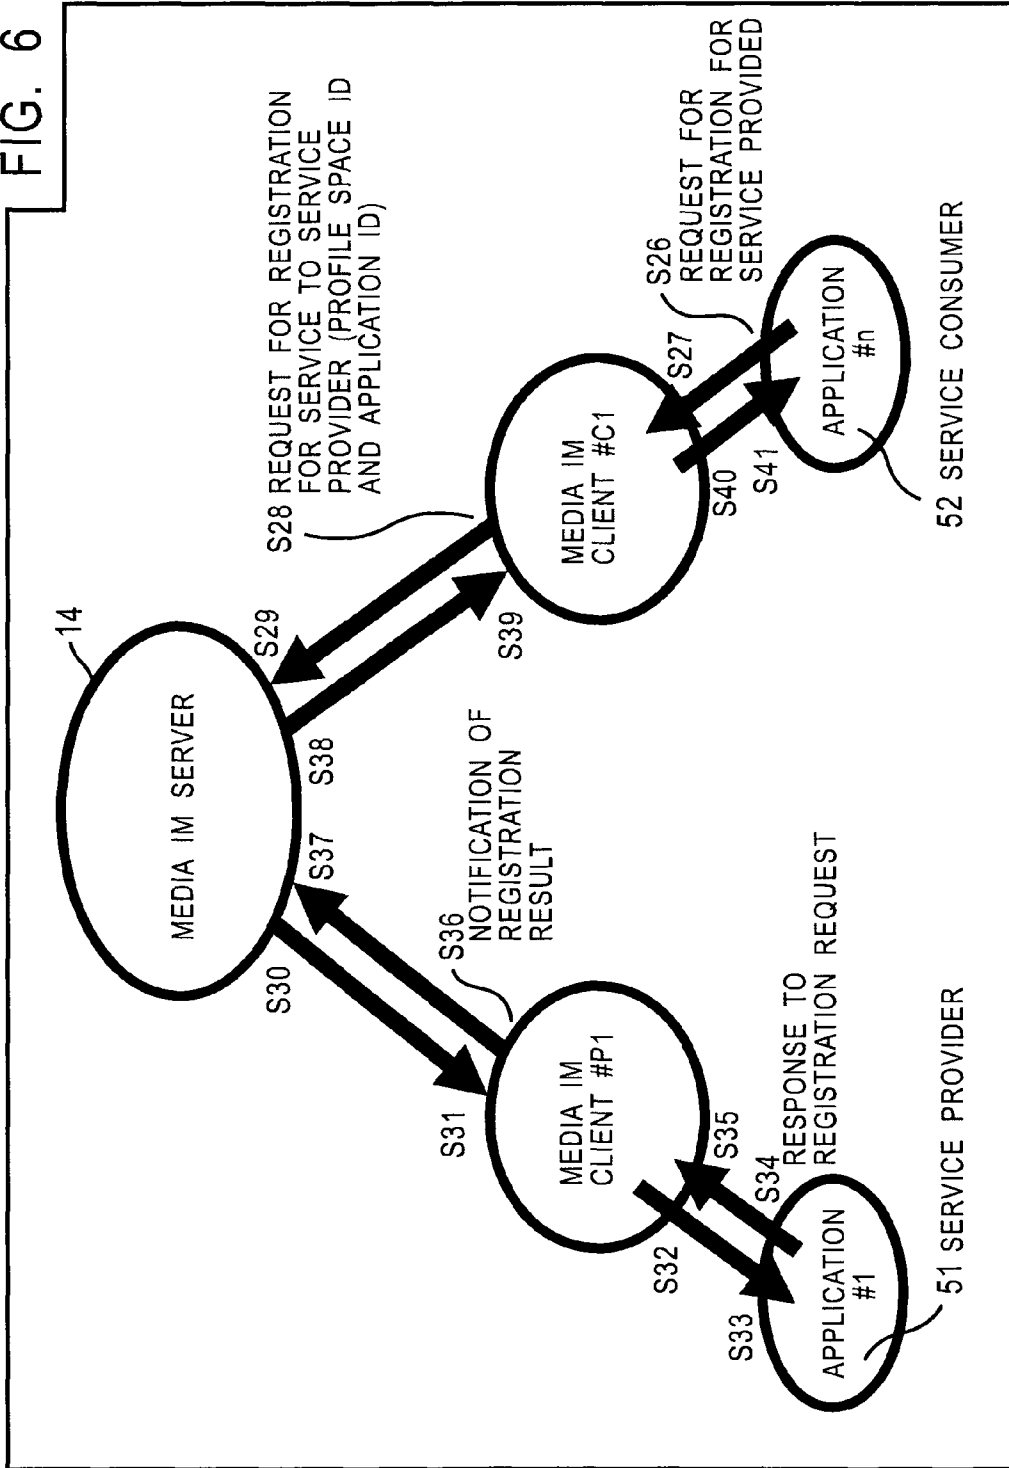 FIG. 6
14
MEDIA IM SERVER
S30
S37
S38
S29
S28 REQUEST FOR REGISTRATION
FOR SERVICE TO SERVICE
PROVIDER (PROFILE SPACE ID
AND APPLICATION ID)
S31
S36
NOTIFICATION OF
REGISTRATION
RESULT
S39
MEDIA IM
CLIENT #P1
MEDIA IM
CLIENT #C1
S27
S26
REQUEST FOR
REGISTRATION FOR
SERVICE PROVIDED
S32
S35
S33
S34
RESPONSE TO
REGISTRATION REQUEST
S40
S41
APPLICATION
#1
APPLICATION
#n
51 SERVICE PROVIDER
52 SERVICE CONSUMER